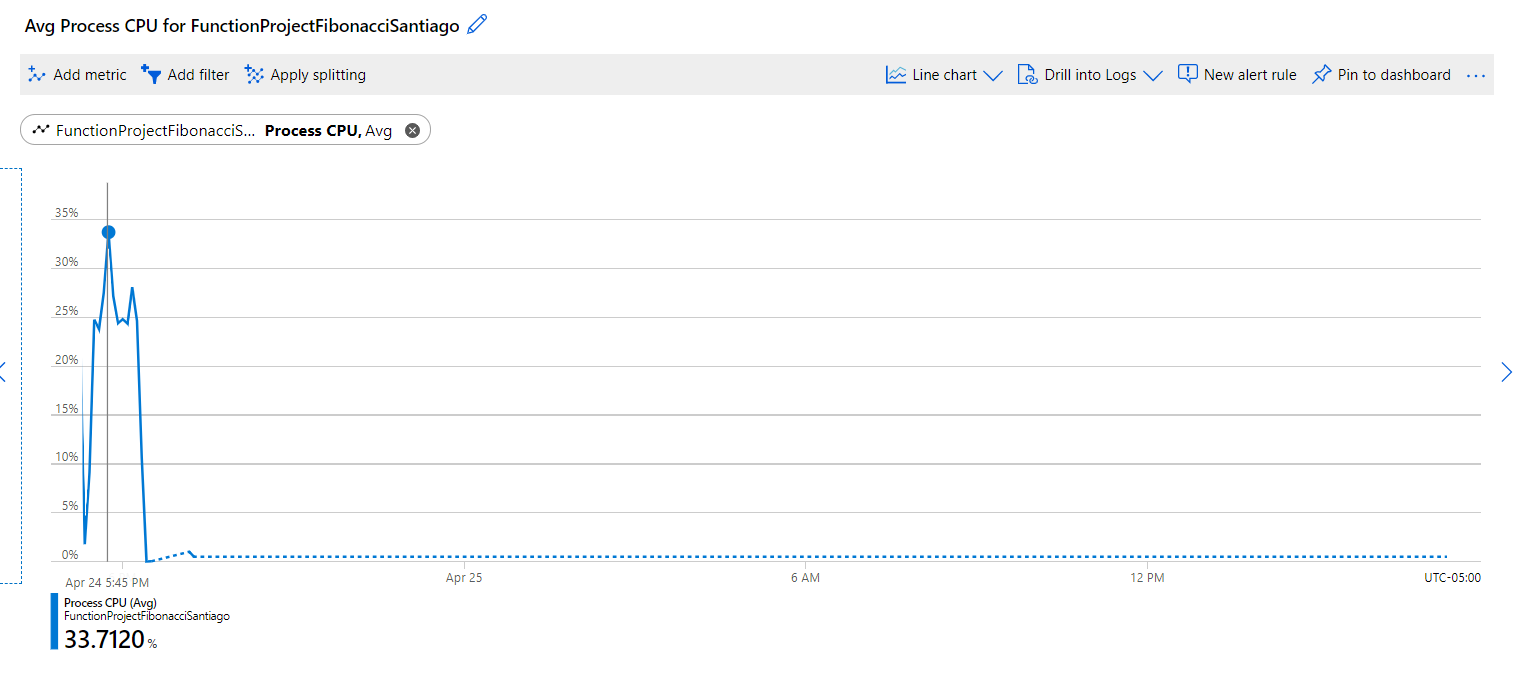 Avg Process CPU for FunctionProjectFibonacciSantiago
Add metric Add filter Apply splitting Line chart Drill into Logs New alert rule Pin to dashboard ...
FunctionProjectFibonacciS... Process CPU, Avg
35%
30%
25%
20%
15%
10%
5%
0%
Apr 24 5:45 PM Apr 25 6 AM 12 PM UTC-05:00
Process CPU (Avg)
FunctionProjectFibonacciSantiago
33.7120 %